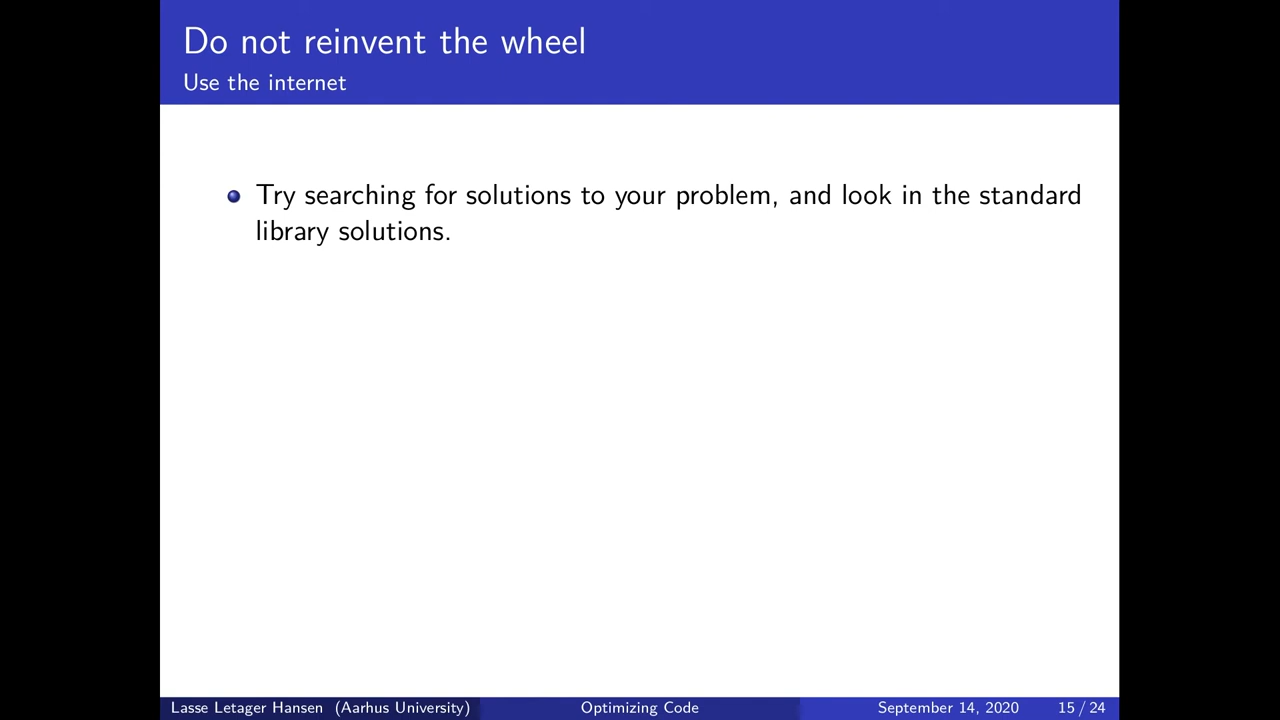 Do not reinvent the wheel
Use the internet
Try searching for solutions to your problem, and look in the standard
library solutions.
Lasse Letager Hansen (Aarhus University) Optimizing Code September 14, 2020 15 / 24